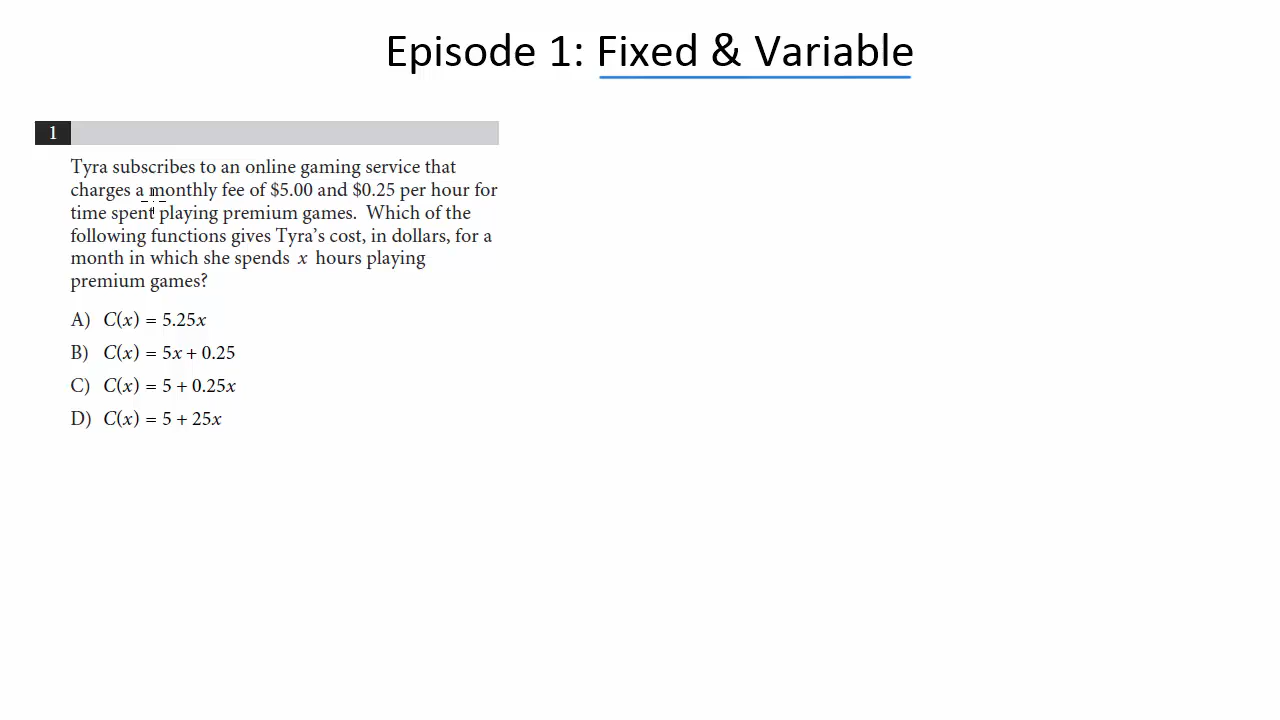 Episode 1: Fixed & Variable
1
Tyra subscribes to an online gaming service that
charges a monthly fee of $5.00 and $0.25 per hour for
time spent playing premium games. Which of the
following functions gives Tyra's cost, in dollars, for a
month in which she spends x hours playing
premium games?
A) C(x) = 5.25x
B) C(x) = 5x + 0.25
C) C(x) = 5 + 0.25x
D) C(x) = 5 + 25x